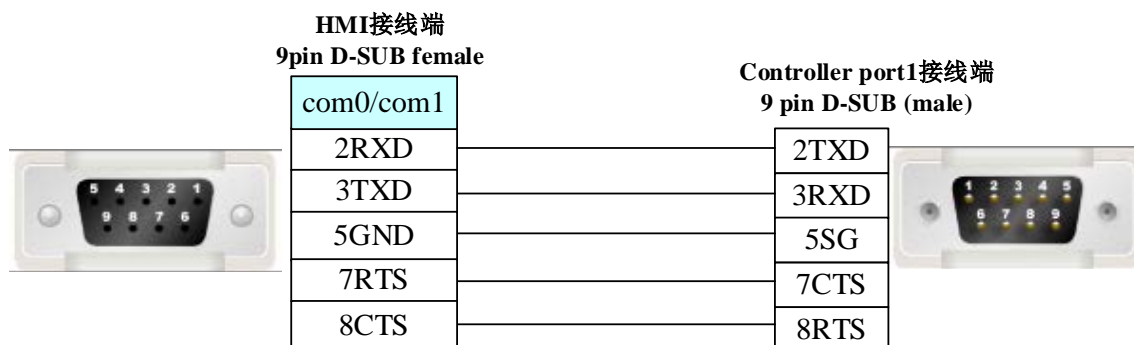 HMI接线端
9pin D-SUB female
Controller port1接线端
9 pin D-SUB (male)
com0/com1
2RXD
3TXD
5GND
7RTS
8CTS
2TXD
3RXD
5SG
7CTS
8RTS
5 4 3 2 1
9 8 7 6
1 2 3 4 5
6 7 8 9